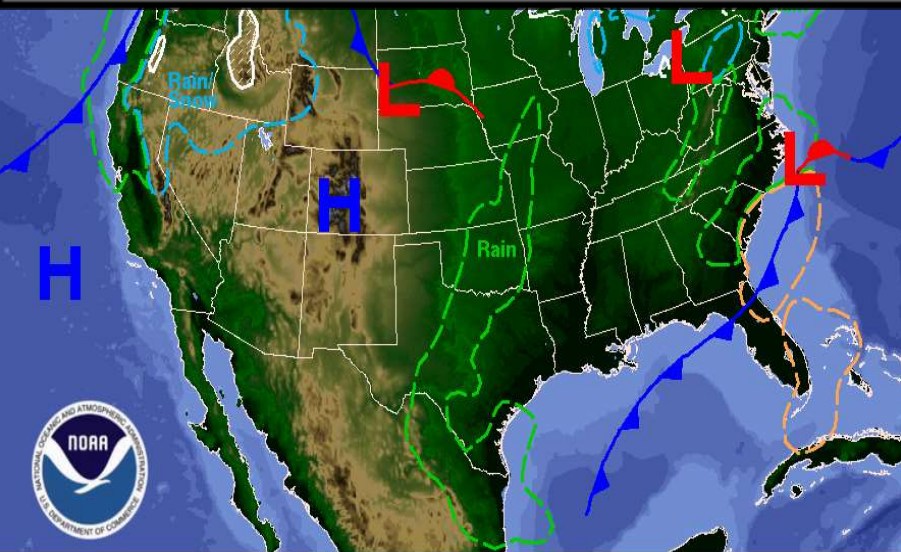 Rain/
Snow
L
L
L
H
H
Rain
NATIONAL OCEANIC AND ATMOSPHERIC ADMINISTRATION
NOAA
U.S. DEPARTMENT OF COMMERCE